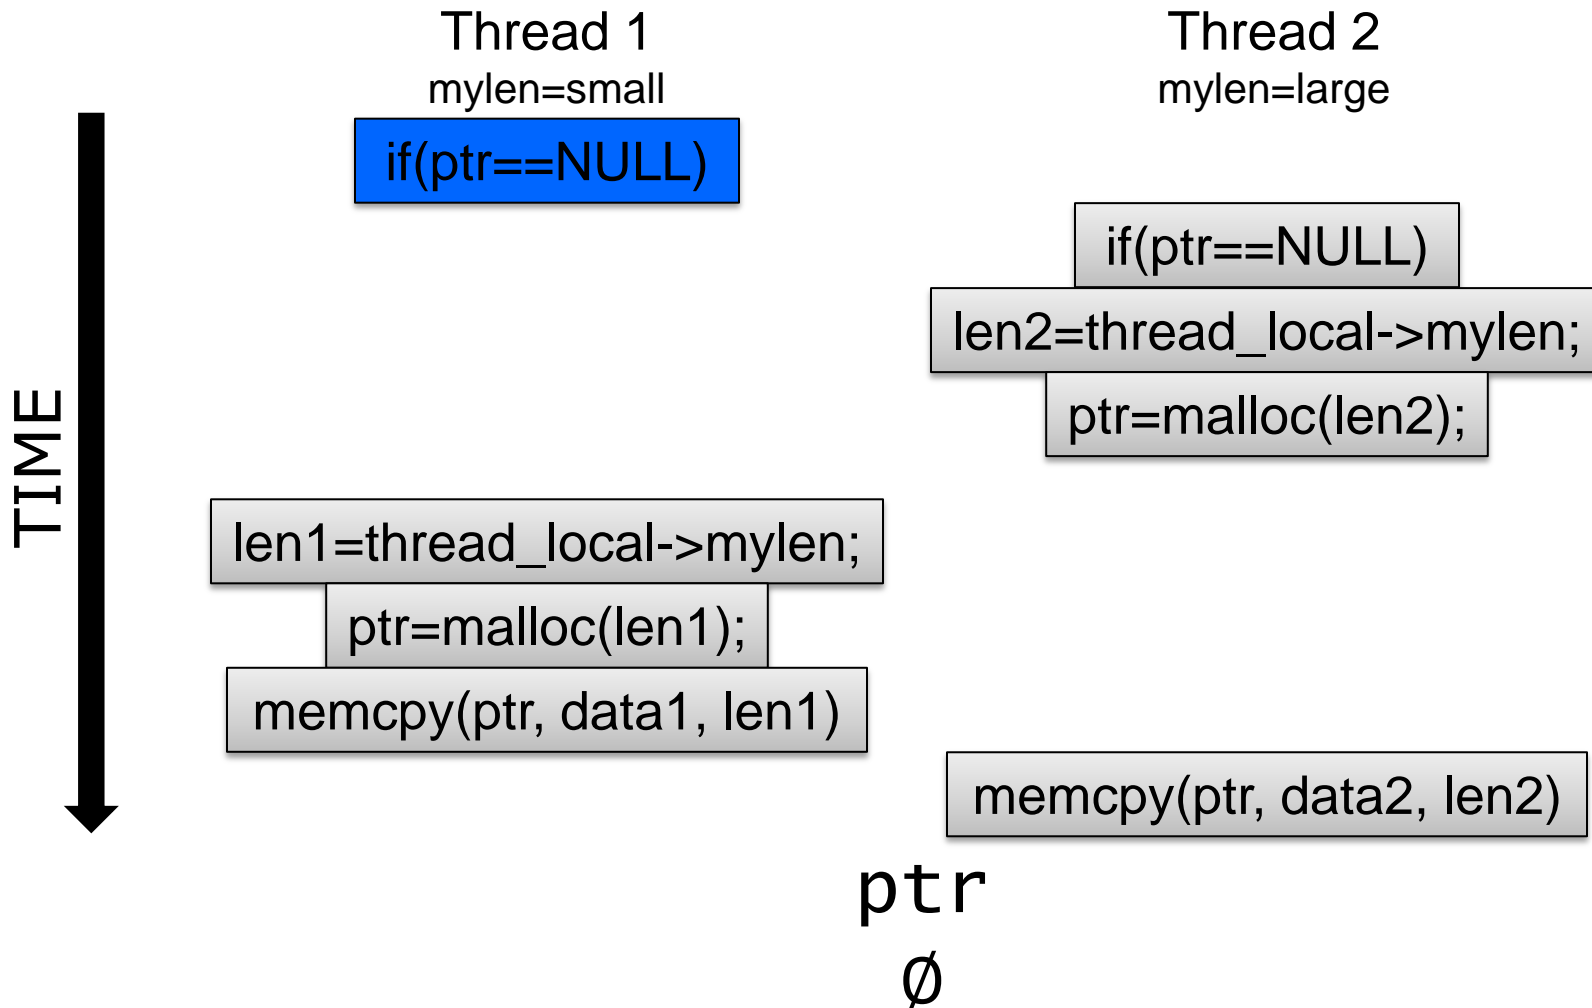 Thread 1
mylen=small
Thread 2
mylen=large
TIME
if(ptr==NULL)
if(ptr==NULL)
len2=thread_local->mylen;
ptr=malloc(len2);
len1=thread_local->mylen;
ptr=malloc(len1);
memcpy(ptr, data1, len1)
memcpy(ptr, data2, len2)
ptr
∅